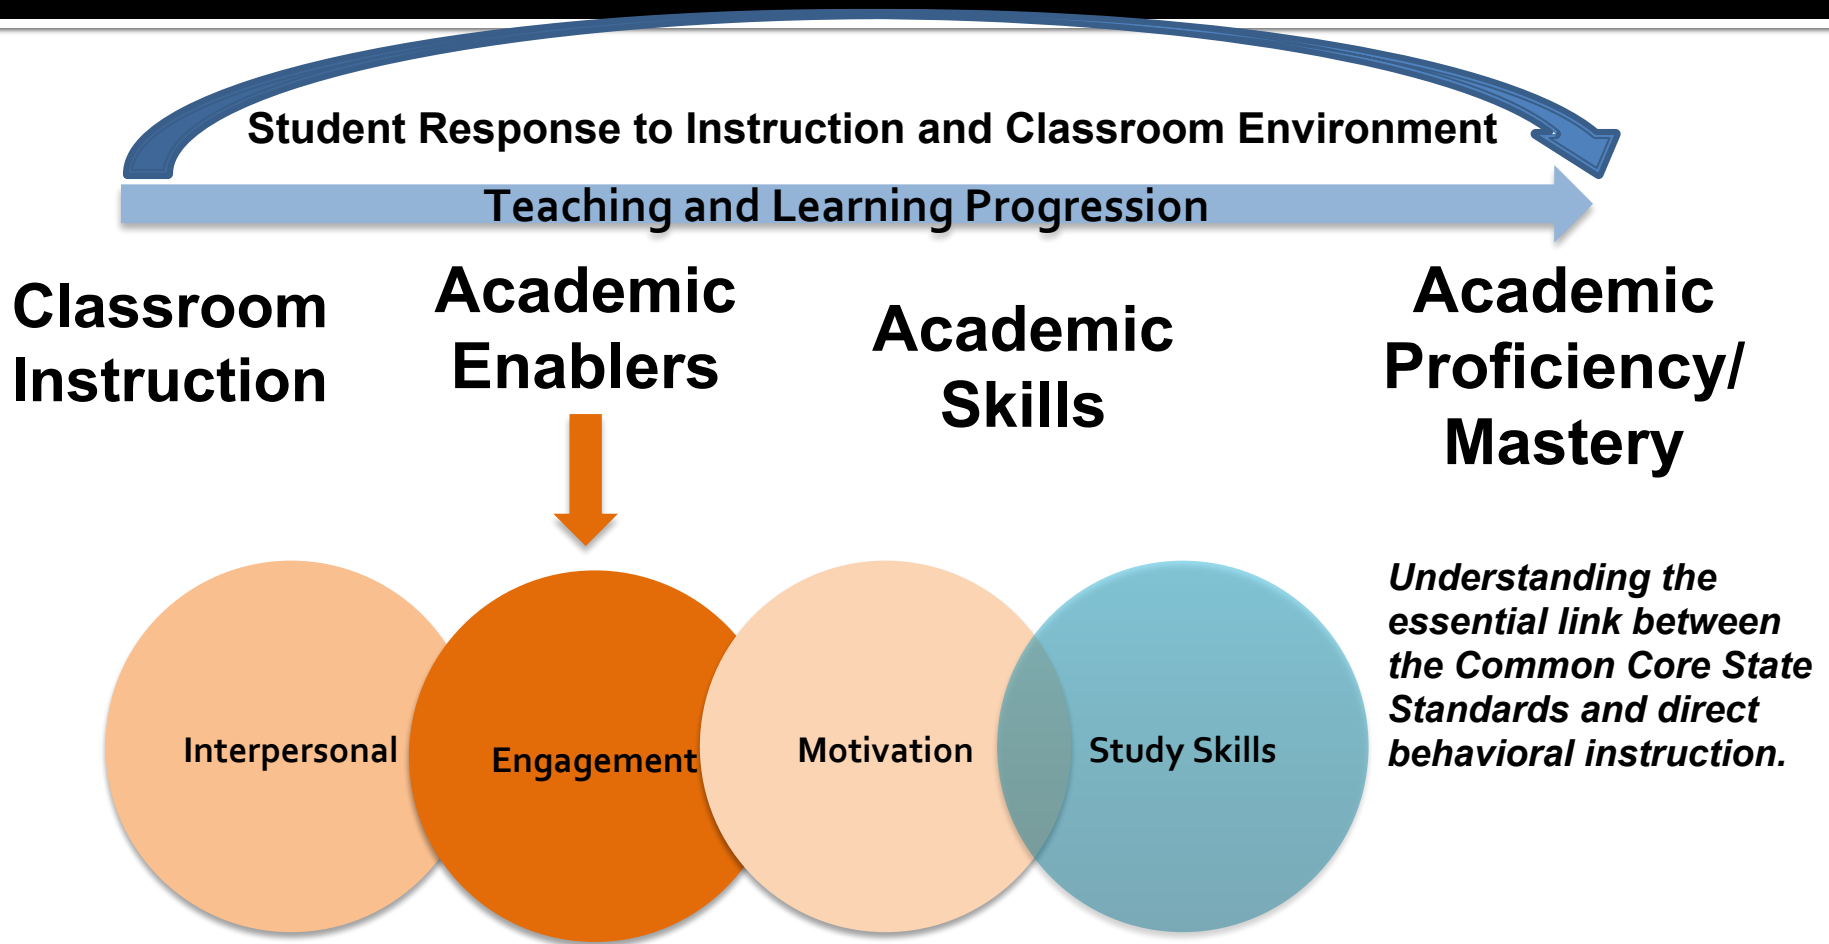 Student Response to Instruction and Classroom Environment
Teaching and Learning Progression
Classroom
Instruction
Academic
Enablers
Academic
Skills
Academic
Proficiency/
Mastery
Interpersonal
Engagement
Motivation
Study Skills
Understanding the
essential link between
the Common Core State
Standards and direct
behavioral instruction.